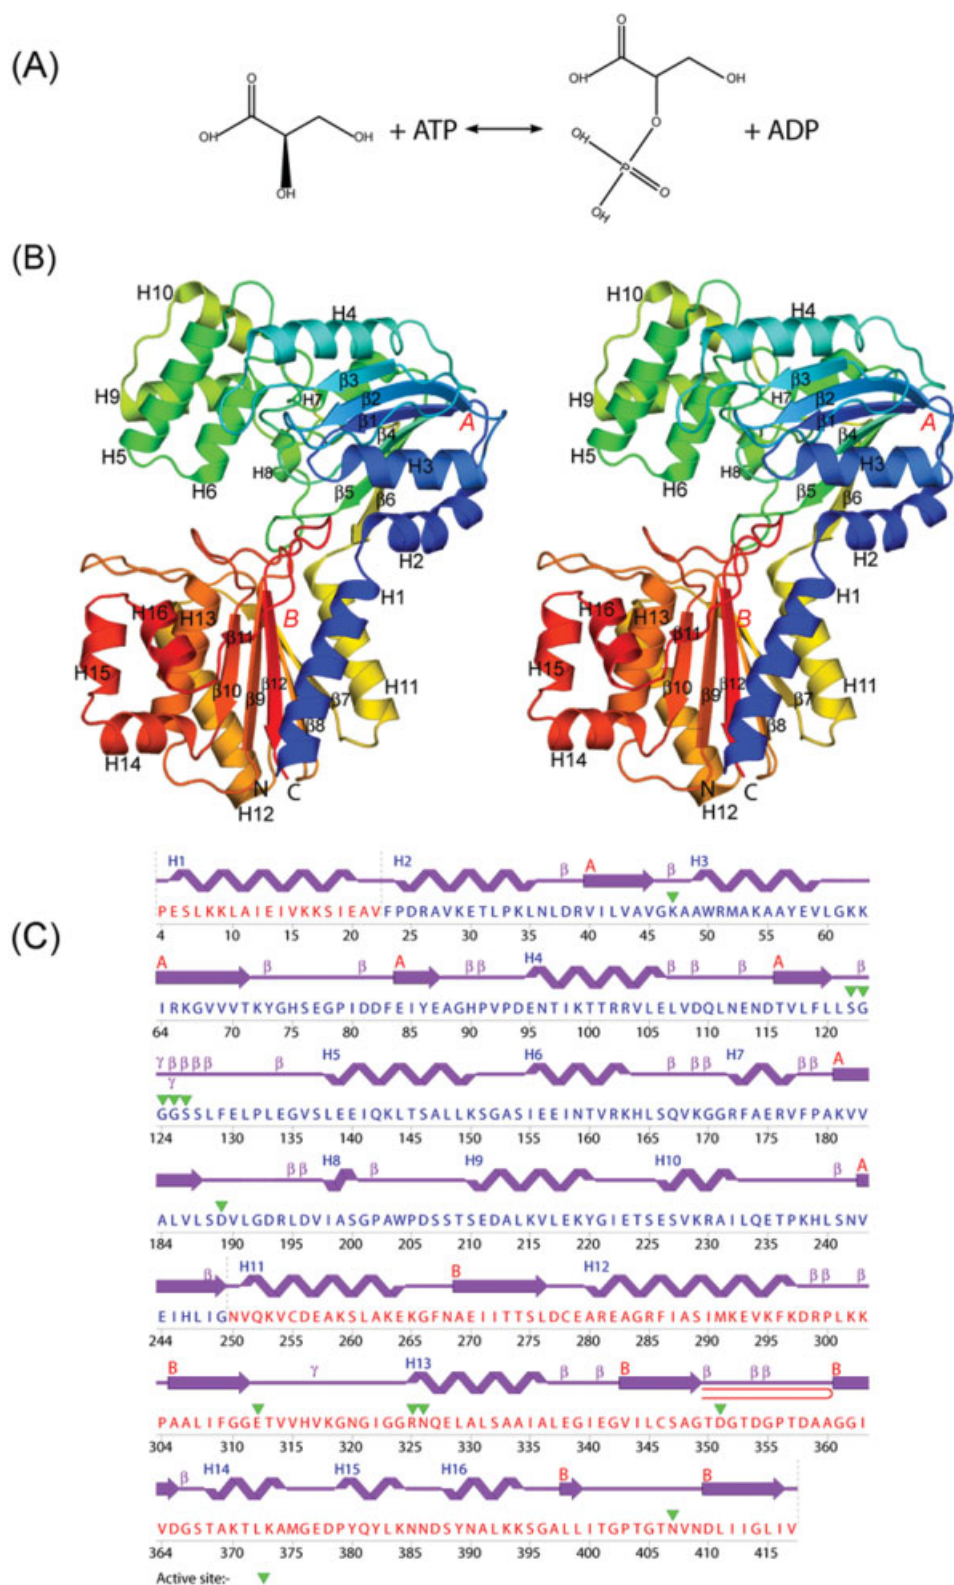 (A)
O
OH
OH
OH
+ ATP
O
OH
OH
O
OH
P
O
OH
+ ADP
(B)
H10
H4
β3
H9
H7
β2
β1
A
H5
β4
H3
H6
H8
β5
β6
H2
H1
H16
H13
B
β11
H15
H11
β10
β12
β7
β9
β8
H14
N
C
H12
H10
H4
β3
H9
H7
β2
β1
A
H5
β4
H3
H6
H8
β5
β6
H2
H1
H16
H13
B
β11
H15
H11
β10
β12
β7
β9
β8
H14
N
C
H12
(C)
H1 H2 β A β H3
PESLKKLAIEIVKKSIEAVFPDRAVKETLPKLNLDRVILVAVGKAAWRMAKAAYEVLGKK
4 10 15 20 25 30 35 40 45 50 55 60
A β β A β β H4 β β β A β
IRKGVVVTKYGHSEGPIDDFEIYEAGHPVPDENTIKTTRRVLELVDQLNENDTVLFLLSG
64 70 75 80 85 90 95 100 105 110 115 120
γ β β β β β H5 H6 β β β H7 β β A
γ
GGSSLFELPLEGVSLEEIQKLTSALLKSGASIEEINTVRKHLSQVKGGRFAERVFPAKVV
124 130 135 140 145 150 155 160 165 170 175 180
β β H8 β H9 H10 β A
ALVLSDVLGDRLDVIASGPAWPDSSTSEDALKVLEKYGIETSESVKRAILQETPKHLSNV
184 190 195 200 205 210 215 220 225 230 235 240
β H11 B H12 β β β
EIHLIGNVQKVCDEAKSLAKEKGFNAEIITTSLDCEAREAGRFIASIMKEVKFKDRPLKK
244 250 255 260 265 270 275 280 285 290 295 300
B γ H13 β β B β β β B
PAALIFGGETVVHVKGNGIGGRNQELALSAAIALEGIEGVILCSAGTDGTDGPTDAAGGI
304 310 315 320 325 330 335 340 345 350 355 360
β H14 H15 H16 B B
VDGSTAKTLKAMGEDPYQYLKNNDSYNALKKSGALLITGPTGTNVNDLIIGLIV
364 370 375 380 385 390 395 400 405 410 415
Active site:-